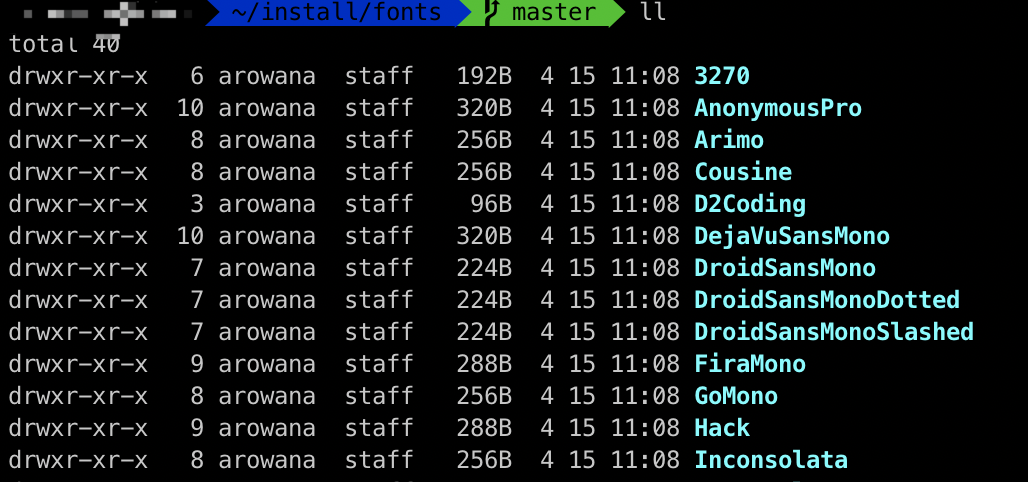 ~/install/fonts master ll
total 40
drwxr-xr-x 6 arowana staff 192B 4 15 11:08 3270
drwxr-xr-x 10 arowana staff 320B 4 15 11:08 AnonymousPro
drwxr-xr-x 8 arowana staff 256B 4 15 11:08 Arimo
drwxr-xr-x 8 arowana staff 256B 4 15 11:08 Cousine
drwxr-xr-x 3 arowana staff 96B 4 15 11:08 D2Coding
drwxr-xr-x 10 arowana staff 320B 4 15 11:08 DejaVuSansMono
drwxr-xr-x 7 arowana staff 224B 4 15 11:08 DroidSansMono
drwxr-xr-x 7 arowana staff 224B 4 15 11:08 DroidSansMonoDotted
drwxr-xr-x 7 arowana staff 224B 4 15 11:08 DroidSansMonoSlashed
drwxr-xr-x 9 arowana staff 288B 4 15 11:08 FiraMono
drwxr-xr-x 8 arowana staff 256B 4 15 11:08 GoMono
drwxr-xr-x 9 arowana staff 288B 4 15 11:08 Hack
drwxr-xr-x 8 arowana staff 256B 4 15 11:08 Inconsolata